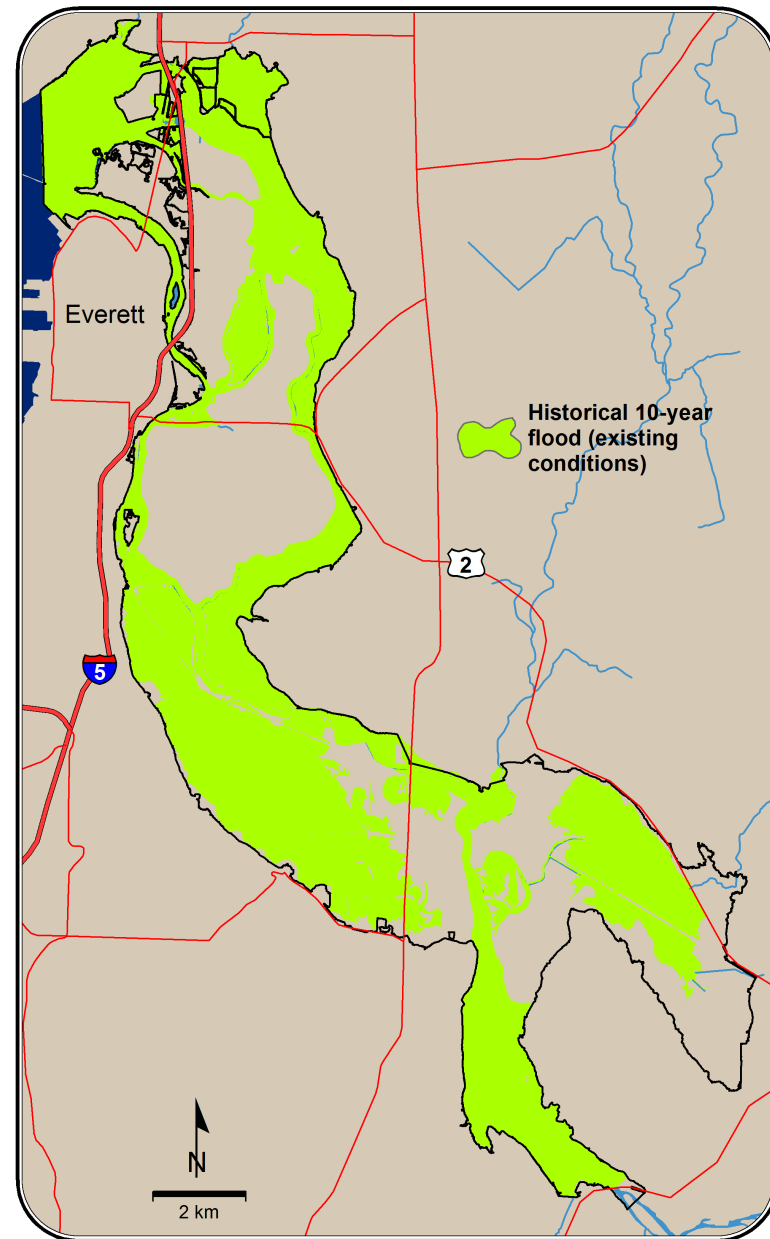 Everett
Historical 10-year
flood (existing
conditions)
2
5
N
2 km